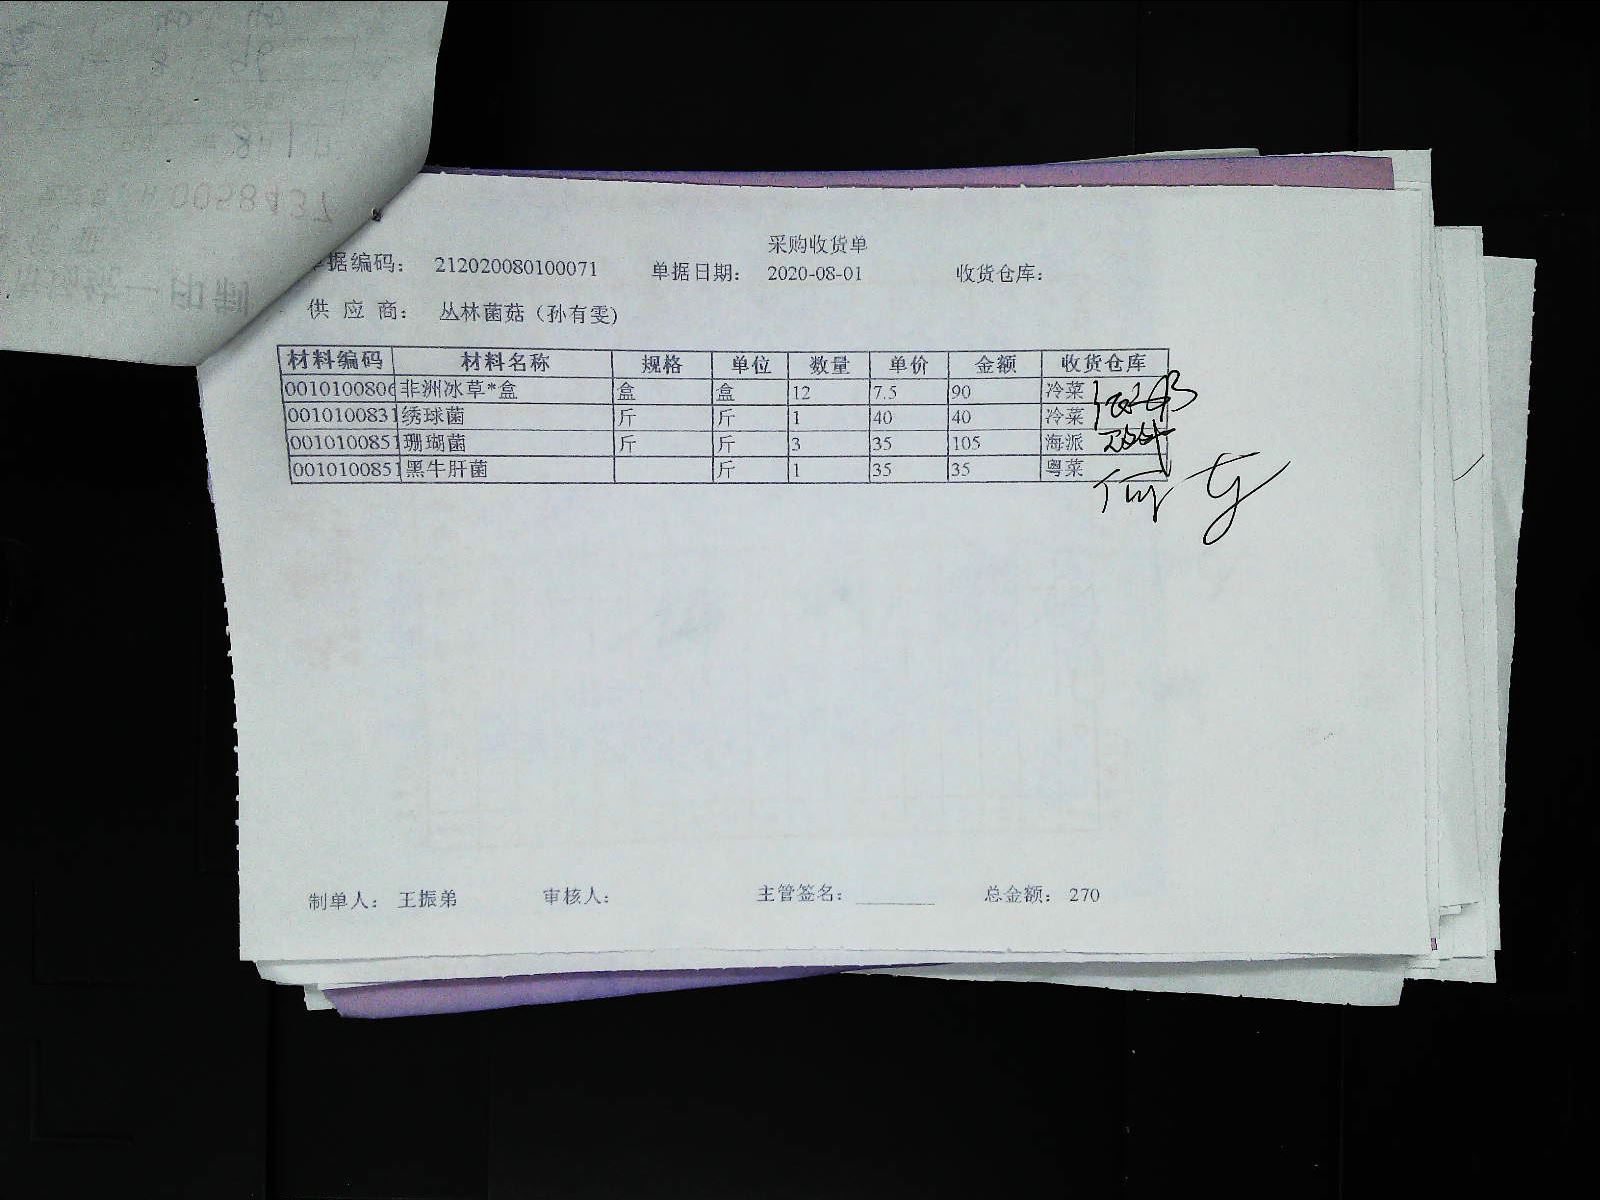 采购收货单
单据编码： 212020080100071 单据日期： 2020-08-01 收货仓库：
供 应 商： 丛林菌菇（孙有雯）
材料编码 材料名称 规格 单位 数量 单价 金额 收货仓库
0010100806 非洲冰草*盒 盒 盒 12 7.5 90 冷菜
0010100831 绣球菌 斤 斤 1 40 40 冷菜
0010100851 珊瑚菌 斤 斤 3 35 105 海派
0010100851 黑牛肝菌 斤 1 35 35 粤菜
制单人： 王振弟 审核人： 主管签名： 总金额： 270
0058437